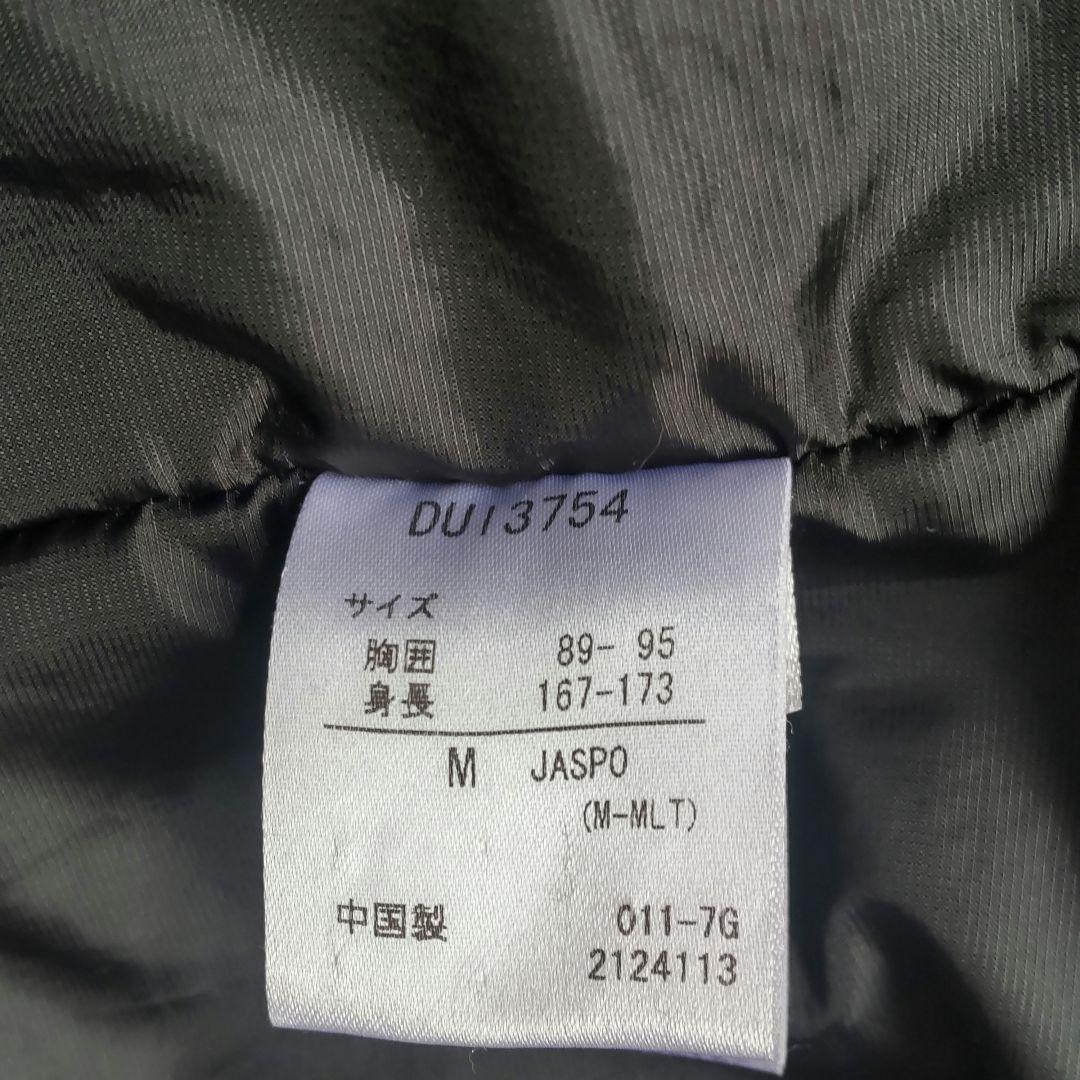 DUI3754
サイズ
胸囲 89- 95
身長 167-173
M JASPO
(M-MLT)
中国製 011-7G
2124113